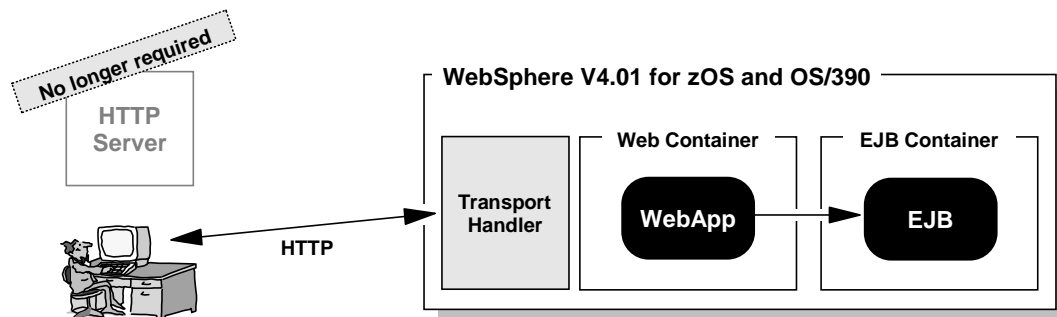 No longer required
HTTP
Server
WebSphere V4.01 for zOS and OS/390
Transport
Handler
Web Container
WebApp
EJB Container
EJB
HTTP